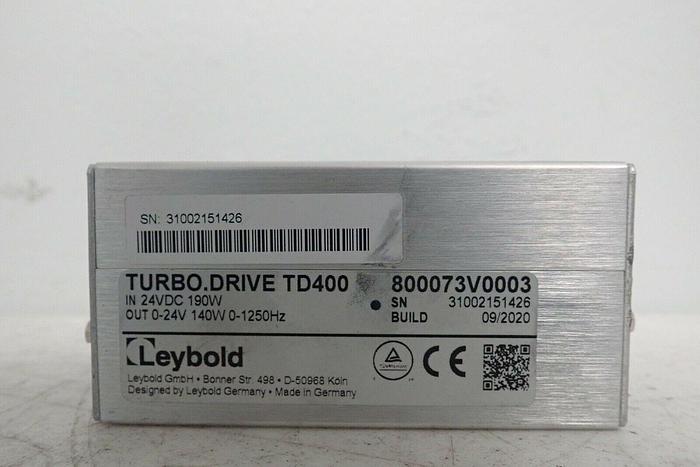 SN: 31002151426
TURBO.DRIVE TD400 800073V0003
IN 24VDC 190W SN 31002151426
OUT 0-24V 140W 0-1250Hz BUILD 09/2020
Leybold
Leybold GmbH • Bonner Str. 498 • D-50968 Köln
Designed by Leybold Germany • Made in Germany
CE